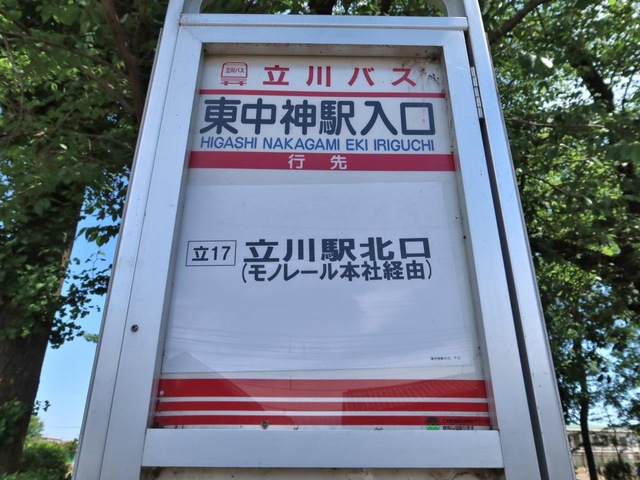 立川バス
立川バス
東中神駅入口
HIGASHI NAKAGAMI EKI IRIGUCHI
行先
立17 立川駅北口
(モノレール本社経由)